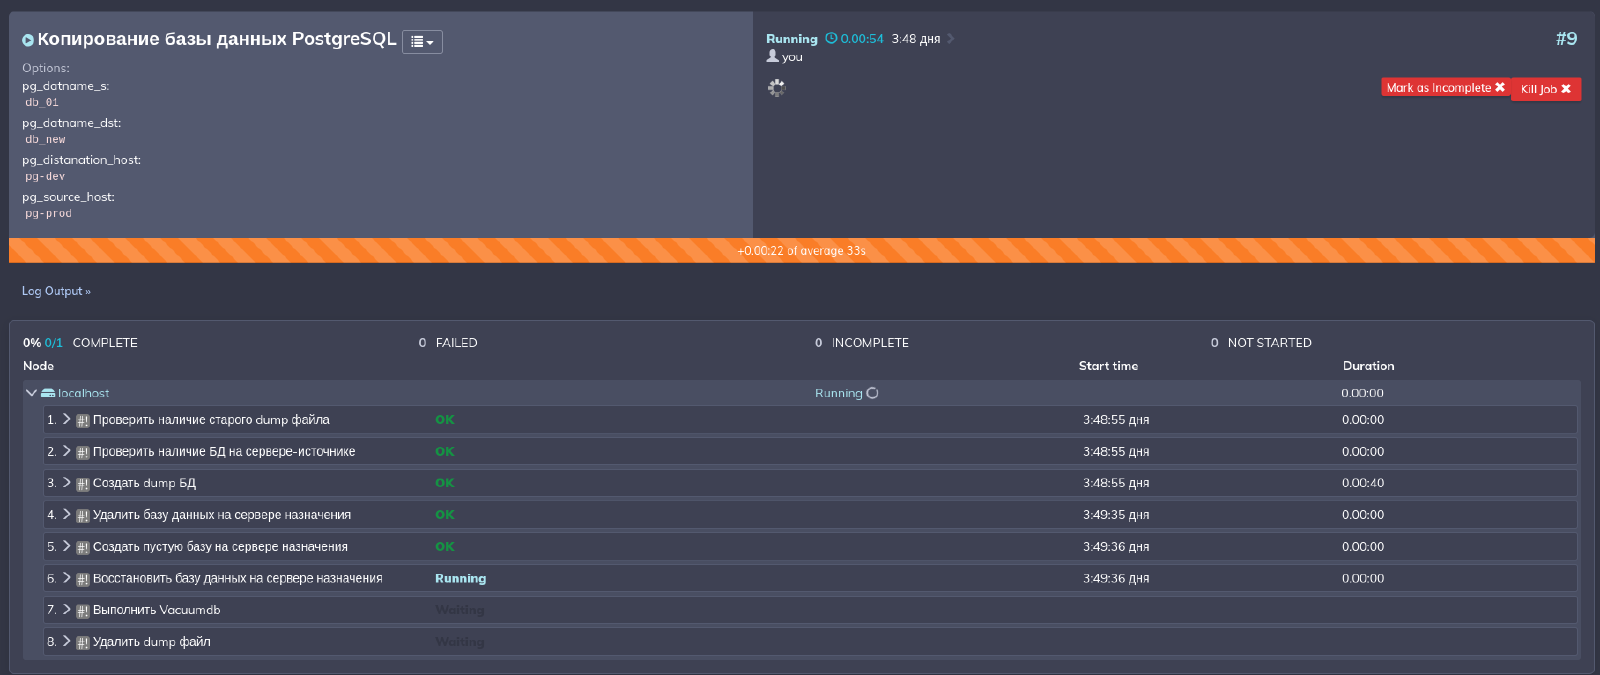 Копирование базы данных PostgreSQL
Options:
pg_datname_s:
db_01
pg_datname_dst:
db_new
pg_distanation_host:
pg-dev
pg_source_host:
pg-prod
Running 0.00:54 3:48 дня
#9
you
Mark as Incomplete ✖ Kill Job ✖
+0.00:22 of average 33s
Log Output »
0% 0/1 COMPLETE 0 FAILED 0 INCOMPLETE 0 NOT STARTED
Node Start time Duration
localhost Running 0.00:00
1. #! Проверить наличие старого dump файла OK 3:48:55 дня 0.00:00
2. #! Проверить наличие БД на сервере-источнике OK 3:48:55 дня 0.00:00
3. #! Создать dump БД OK 3:48:55 дня 0.00:40
4. #! Удалить базу данных на сервере назначения OK 3:49:35 дня 0.00:00
5. #! Создать пустую базу на сервере назначения OK 3:49:36 дня 0.00:00
6. #! Восстановить базу данных на сервере назначения Running 3:49:36 дня 0.00:00
7. #! Выполнить Vacuumdb Waiting
8. #! Удалить dump файл Waiting